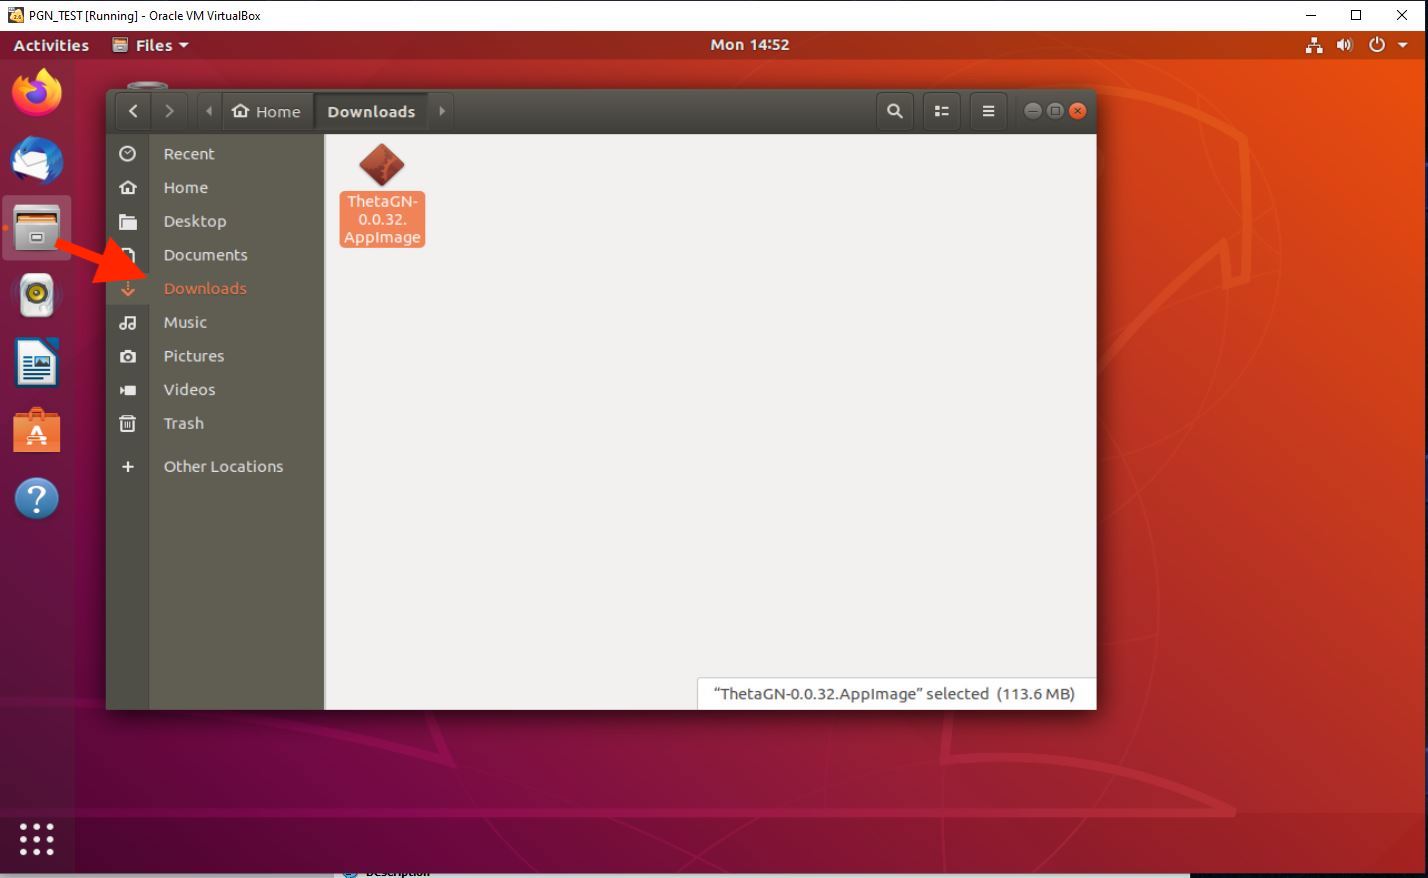 PGN_TEST [Running] - Oracle VM VirtualBox
Activities
Files
Mon 14:52
Home
Downloads
Recent
Home
Desktop
Documents
Downloads
Music
Pictures
Videos
Trash
Other Locations
ThetaGN-
0.0.32.
AppImage
“ThetaGN-0.0.32.AppImage” selected (113.6 MB)
Description